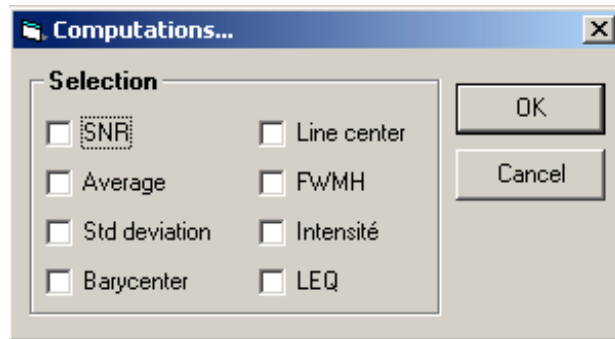 Computations...
Selection
SNR
Line center
OK
Average
FWMH
Cancel
Std deviation
Intensité
Barycenter
LEQ